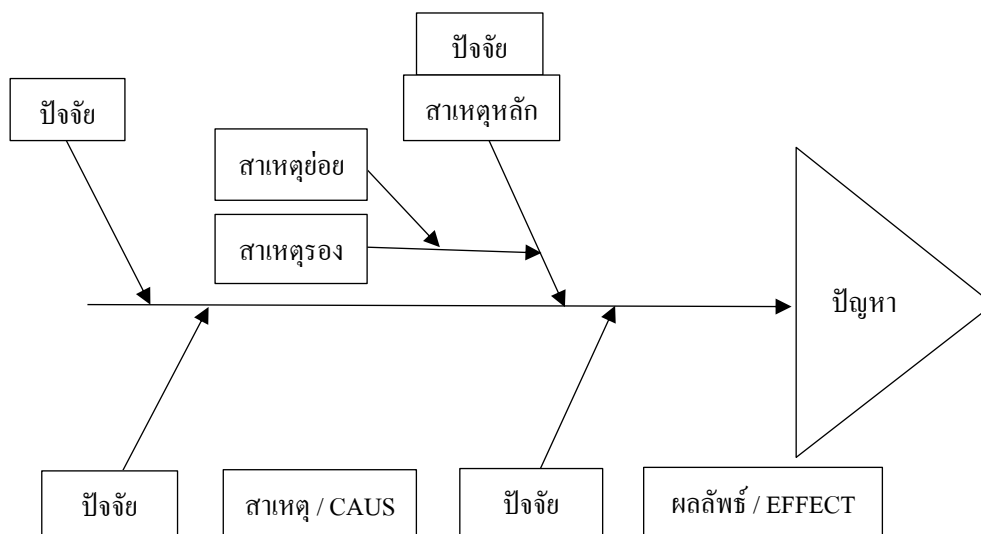 ปัจจัย
ปัจจัย
สาเหตุหลัก
สาเหตุย่อย
สาเหตุรอง
ปัญหา
ปัจจัย
สาเหตุ / CAUS
ปัจจัย
ผลลัพธ์ / EFFECT